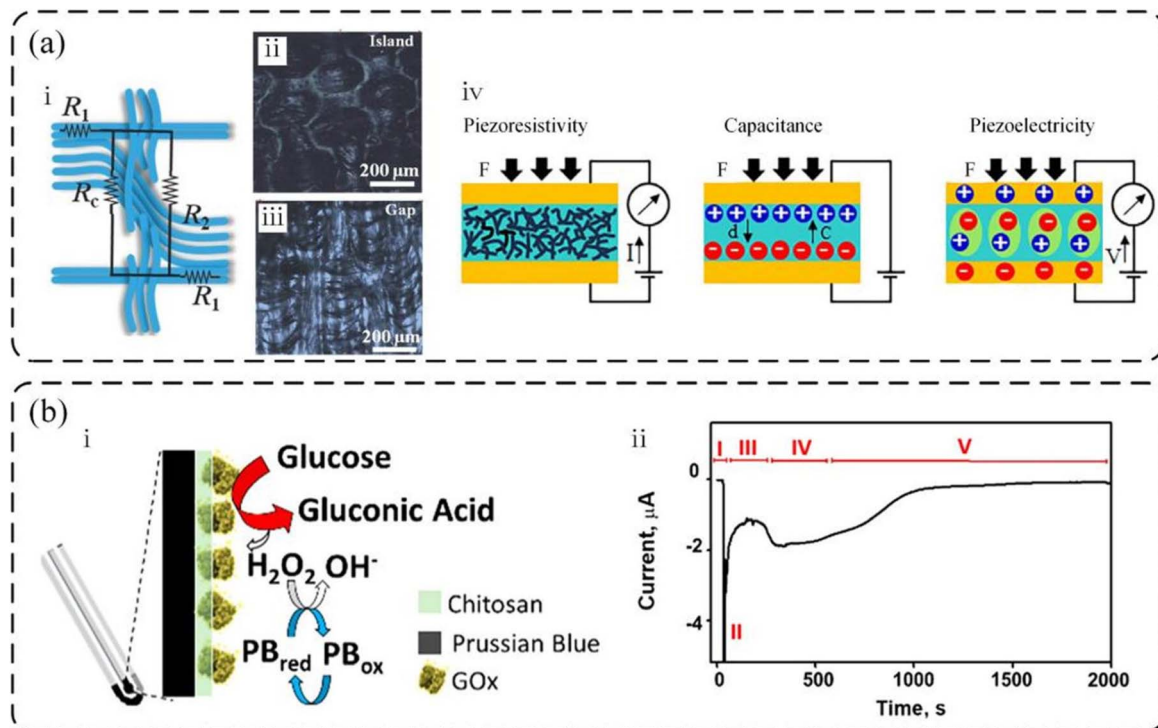 (a)
i
R1
Rc
R2
R1
ii
Island
200 μm
iii
Gap
200 μm
iv
Piezoresistivity
F
I
Capacitance
F
d
C
Piezoelectricity
F
V
(b)
i
Glucose
Gluconic Acid
H2O2 OH-
PBred PBox
Chitosan
Prussian Blue
GOx
ii
I III IV V
II
Current, μA
0
-2
-4
0 500 1000 1500 2000
Time, s